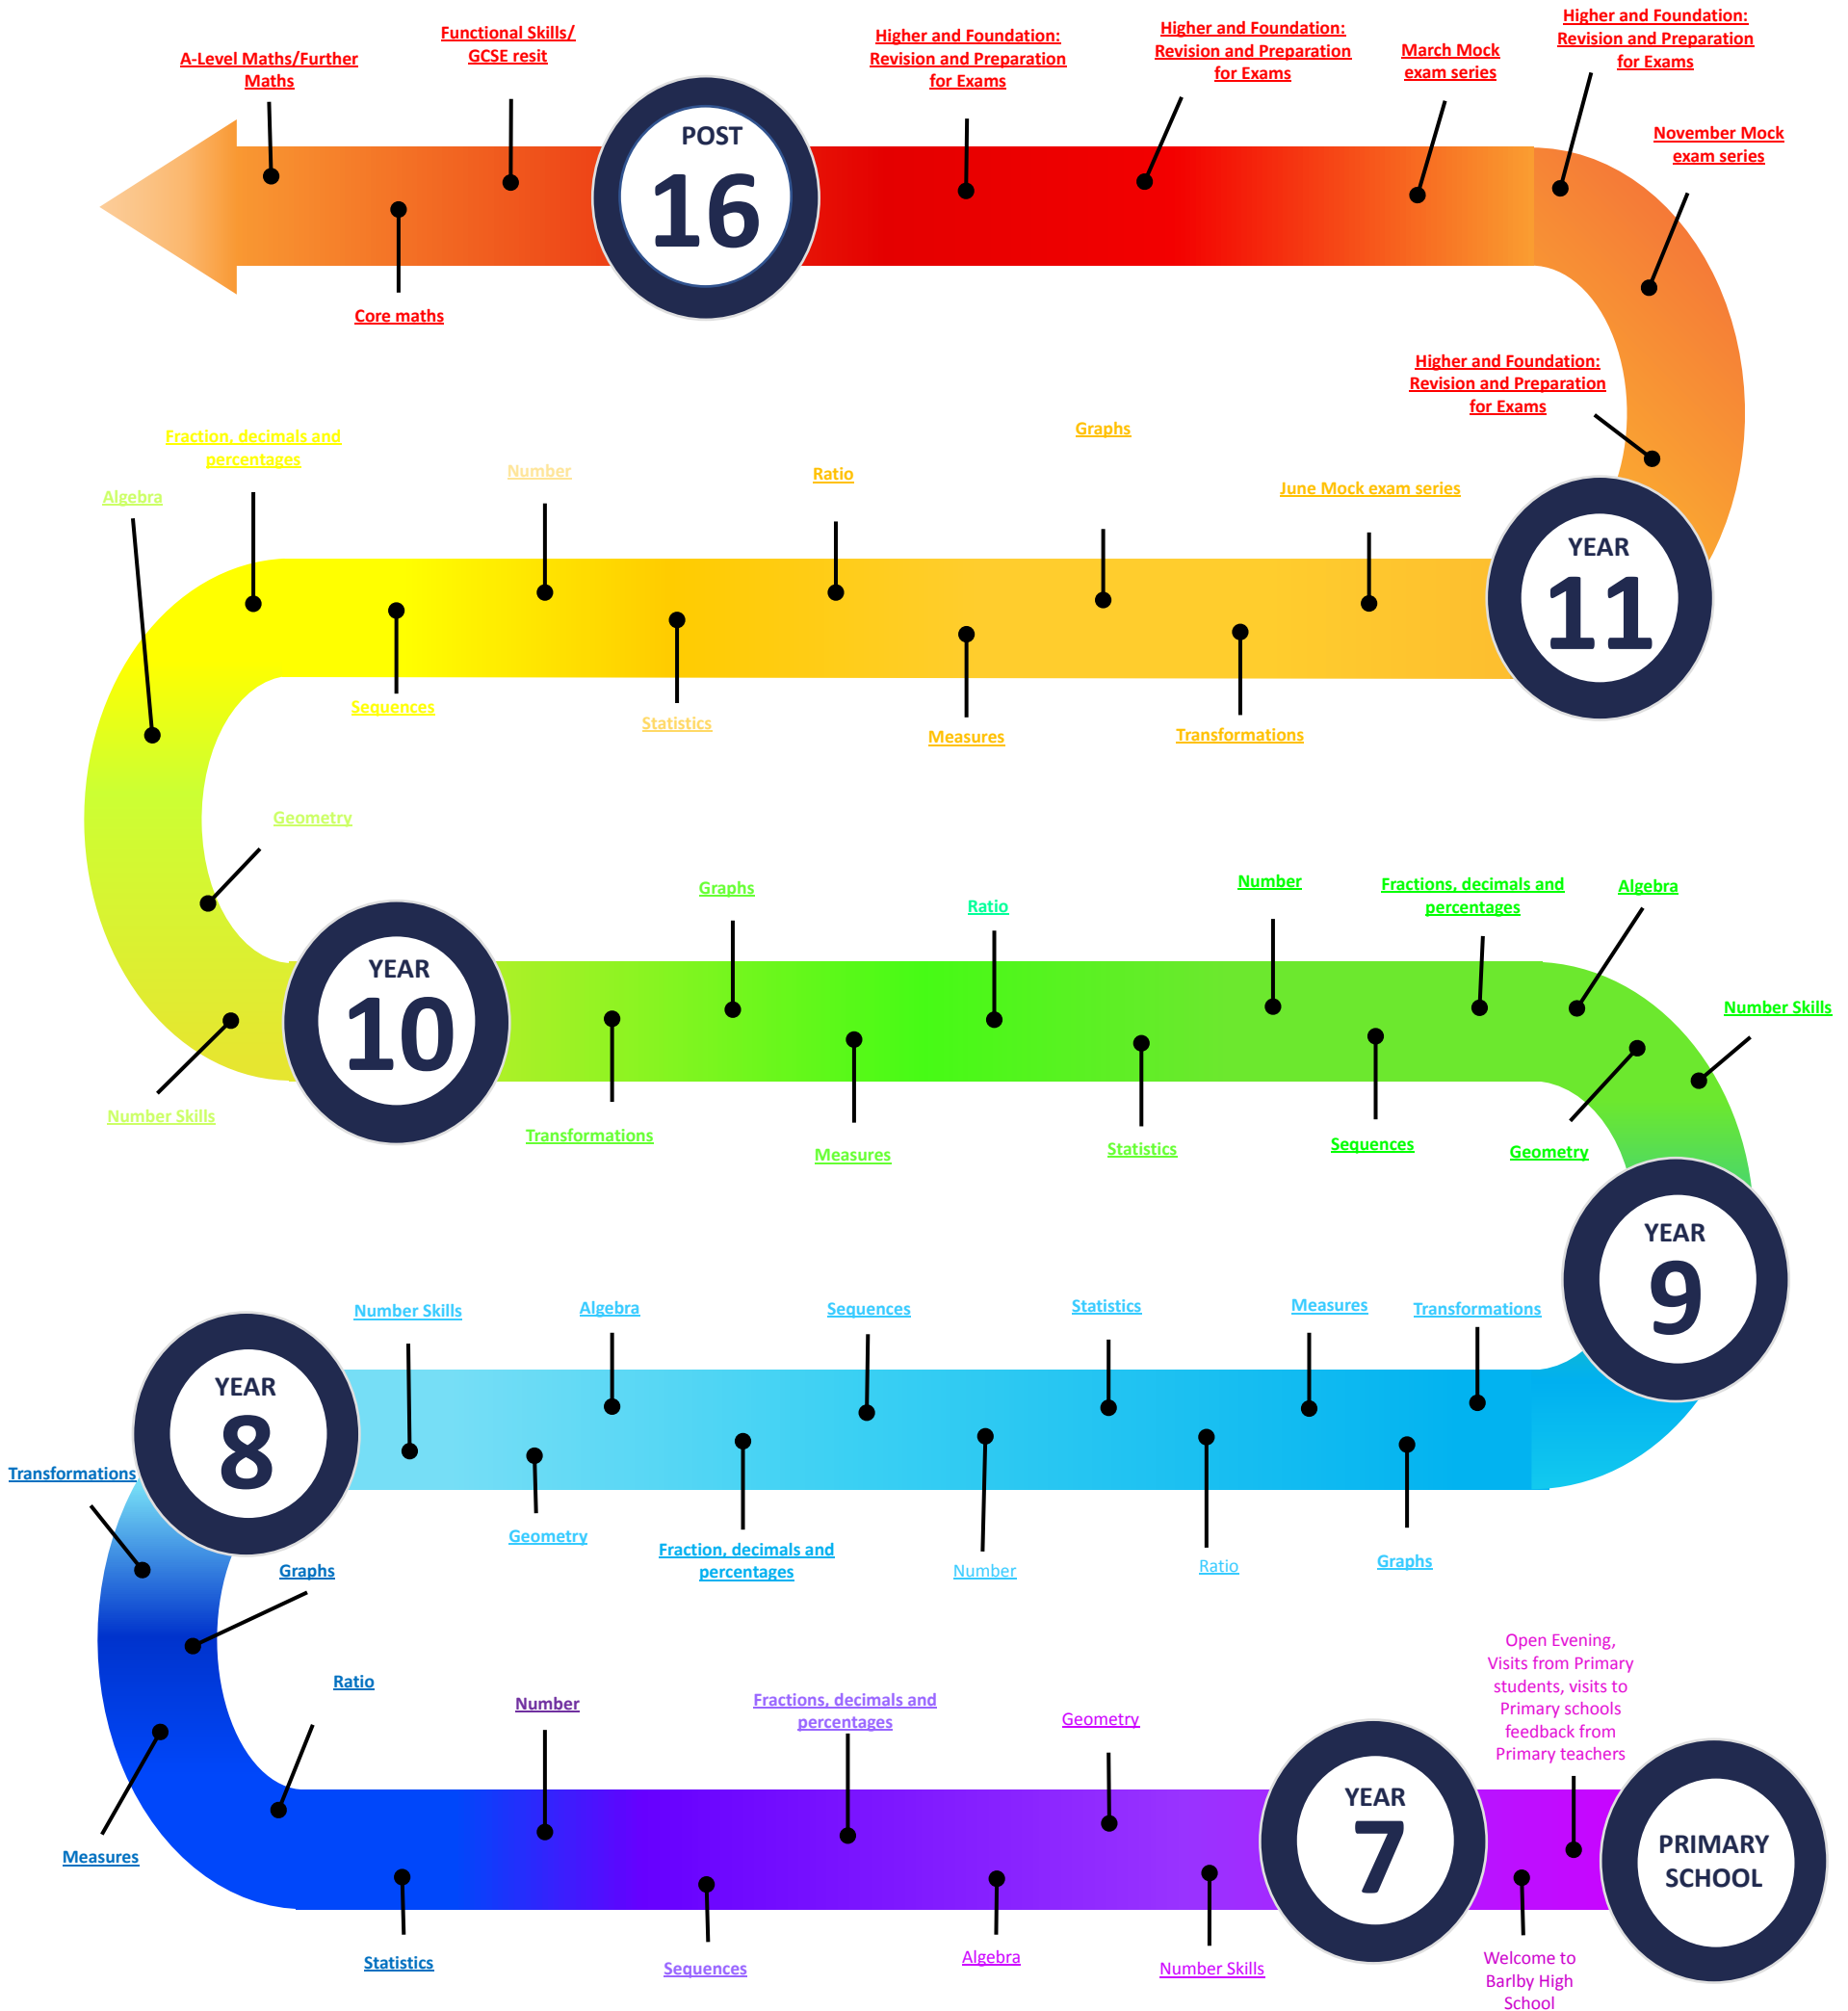 Higher and Foundation:
Revision and Preparation
for Exams
Higher and Foundation:
Revision and Preparation
for Exams
Higher and Foundation:
Revision and Preparation
for Exams
Functional Skills/
GCSE resit
A-Level Maths/Further
Maths
March Mock
exam series
November Mock
exam series
POST
16
Core maths
Higher and Foundation:
Revision and Preparation
for Exams
Fraction, decimals and
percentages
Graphs
Number
Ratio
June Mock exam series
Algebra
YEAR
11
Sequences
Statistics
Measures
Transformations
Geometry
Graphs
Ratio
Number
Fractions, decimals and
percentages
Algebra
Number Skills
YEAR
10
Number Skills
Transformations
Measures
Statistics
Sequences
Geometry
YEAR
9
Number Skills
Algebra
Sequences
Statistics
Measures
Transformations
YEAR
8
Transformations
Geometry
Fraction, decimals and
percentages
Number
Ratio
Graphs
Graphs
Ratio
Number
Fractions, decimals and
percentages
Geometry
Open Evening,
Visits from Primary
students, visits to
Primary schools
feedback from
Primary teachers
YEAR
7
PRIMARY
SCHOOL
Measures
Statistics
Sequences
Algebra
Number Skills
Welcome to
Barlby High
School